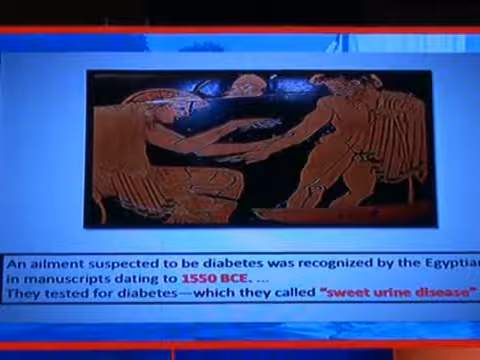 An ailment suspected to be diabetes was recognized by the Egyptian
in manuscripts dating to 1550 BCE. ...
They tested for diabetes—which they called "sweet urine disease"